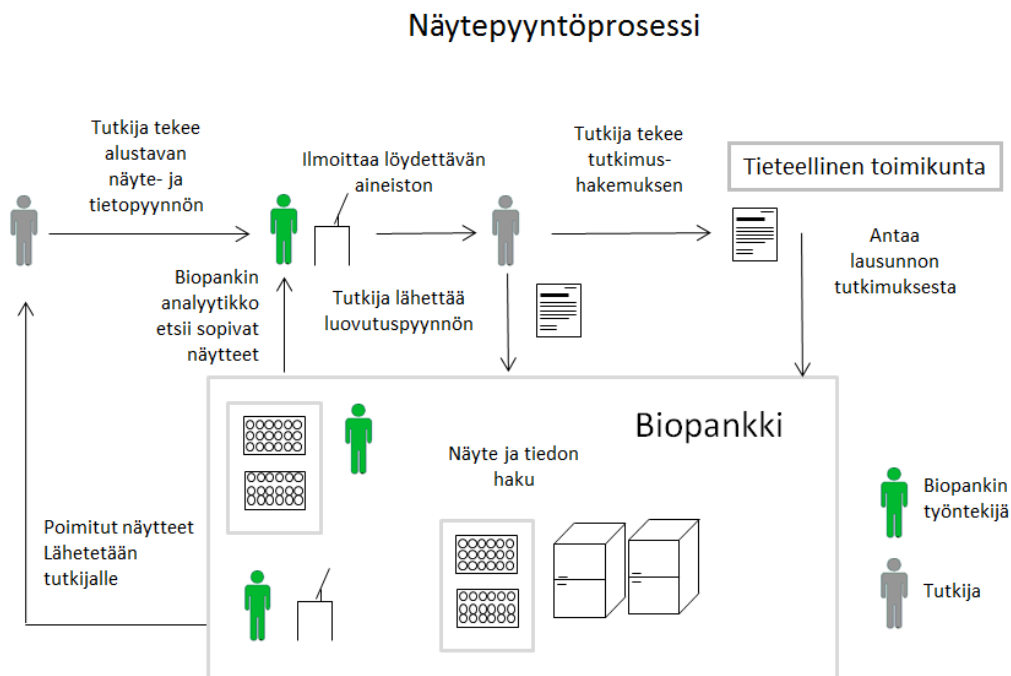 Näytepyyntöprosessi
Tutkija tekee
alustavan
näyte- ja
tietopyynnön
Ilmoittaa löydettävän
aineiston
Tutkija tekee
tutkimus-
hakemuksen
Tieteellinen toimikunta
Antaa
lausunnon
tutkimuksesta
Biopankin
analyytikko
etsii sopivat
näytteet
Tutkija lähettää
luovutuspyynnön
Biopankki
Näyte ja tiedon
haku
Poimitut näytteet
Lähetetään
tutkijalle
Biopankin
työntekijä
Tutkija